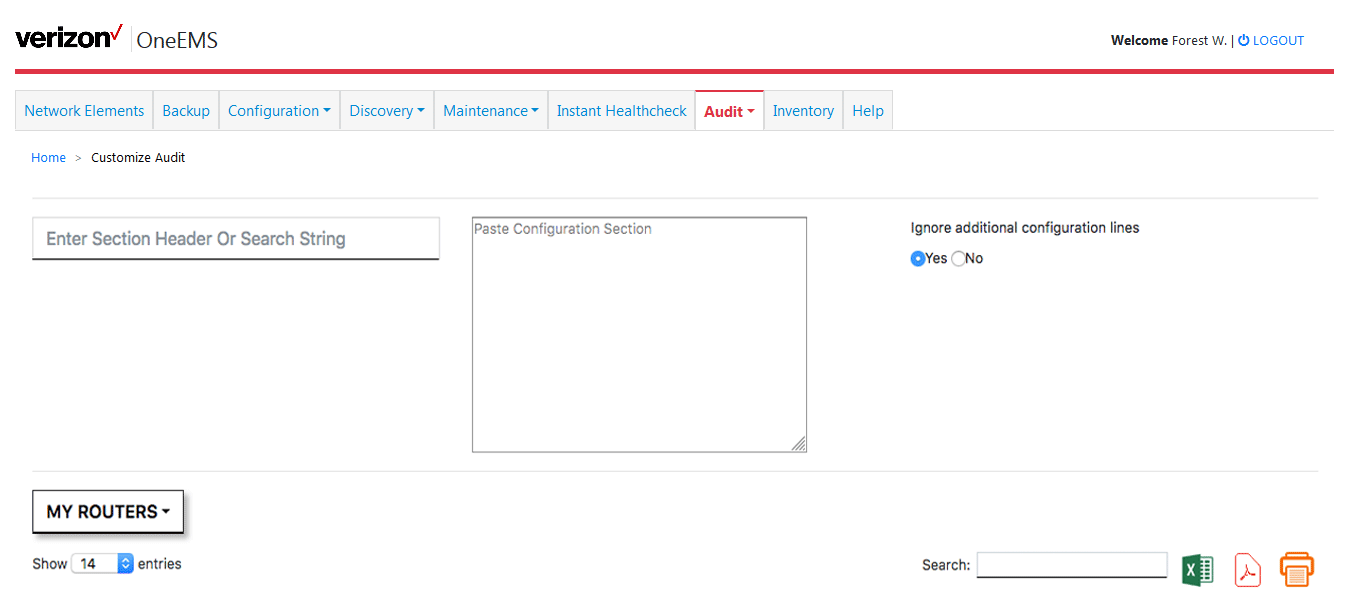 verizon OneEMS
Welcome Forest W. | LOGOUT
Network Elements Backup Configuration Discovery Maintenance Instant Healthcheck Audit Inventory Help
Home > Customize Audit
Enter Section Header Or Search String
Paste Configuration Section
Ignore additional configuration lines
Yes No
MY ROUTERS
Show 14 entries
Search:
X